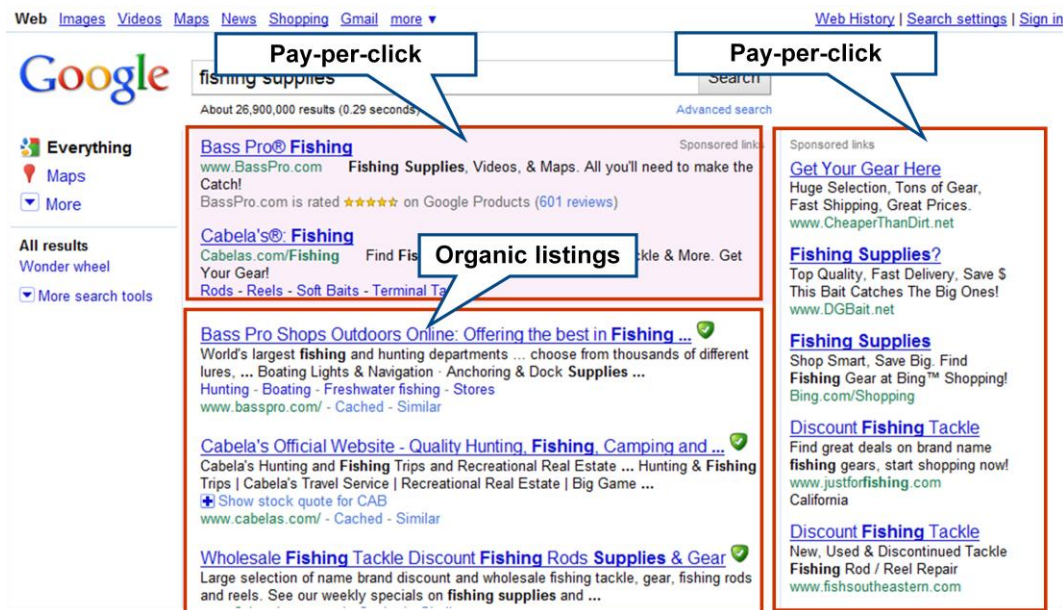 Web Images Videos Maps News Shopping Gmail more ▼
Web History | Search settings | Sign in
Pay-per-click
Pay-per-click
Google
fishing supplies
Search
About 26,900,000 results (0.29 seconds)
Advanced search
Everything
Maps
More
All results
Wonder wheel
More search tools
Bass Pro® Fishing
Sponsored links
www.BassPro.com Fishing Supplies, Videos, & Maps. All you'll need to make the
Catch!
BassPro.com is rated ★★★★★ on Google Products (601 reviews)
Cabela's®: Fishing
Cabelas.com/Fishing Find ckle & More. Get
Your Gear!
Rods - Reels - Soft Baits - Terminal
Organic listings
Bass Pro Shops Outdoors Online: Offering the best in Fishing ...
World's largest fishing and hunting departments ... choose from thousands of different
lures, ... Boating Lights & Navigation · Anchoring & Dock Supplies ...
Hunting - Boating - Freshwater fishing - Stores
www.basspro.com/ - Cached - Similar
Cabela's Official Website - Quality Hunting, Fishing, Camping and ...
Cabela's Hunting and Fishing Trips and Recreational Real Estate ... Hunting & Fishing
Trips | Cabela's Travel Service | Recreational Real Estate | Big Game ...
Show stock quote for CAB
www.cabelas.com/ - Cached - Similar
Wholesale Fishing Tackle Discount Fishing Rods Supplies & Gear
Large selection of name brand discount and wholesale fishing tackle, gear, fishing rods
and reels. See our weekly specials on fishing supplies and ...
Sponsored links
Get Your Gear Here
Huge Selection, Tons of Gear,
Fast Shipping, Great Prices.
www.CheaperThanDirt.net
Fishing Supplies?
Top Quality, Fast Delivery, Save $
This Bait Catches The Big Ones!
www.DGBait.net
Fishing Supplies
Shop Smart, Save Big. Find
Fishing Gear at Bing™ Shopping!
Bing.com/Shopping
Discount Fishing Tackle
Find great deals on brand name
fishing gears, start shopping now!
www.justforfishing.com
California
Discount Fishing Tackle
New, Used & Discontinued Tackle
Fishing Rod / Reel Repair
www.fishsoutheastern.com